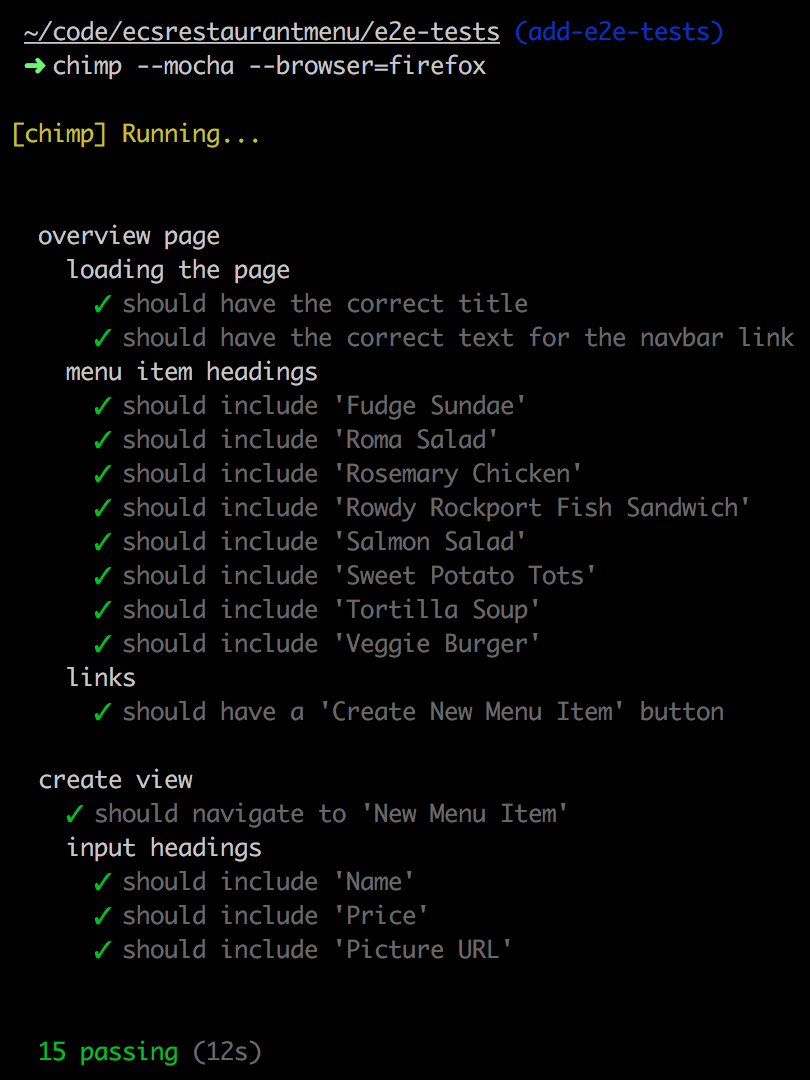 ~/code/ecsrestaurantmenu/e2e-tests (add-e2e-tests)
➜ chimp --mocha --browser=firefox
[chimp] Running...
overview page
loading the page
✓ should have the correct title
✓ should have the correct text for the navbar link
menu item headings
✓ should include 'Fudge Sundae'
✓ should include 'Roma Salad'
✓ should include 'Rosemary Chicken'
✓ should include 'Rowdy Rockport Fish Sandwich'
✓ should include 'Salmon Salad'
✓ should include 'Sweet Potato Tots'
✓ should include 'Tortilla Soup'
✓ should include 'Veggie Burger'
links
✓ should have a 'Create New Menu Item' button
create view
✓ should navigate to 'New Menu Item'
input headings
✓ should include 'Name'
✓ should include 'Price'
✓ should include 'Picture URL'
15 passing (12s)